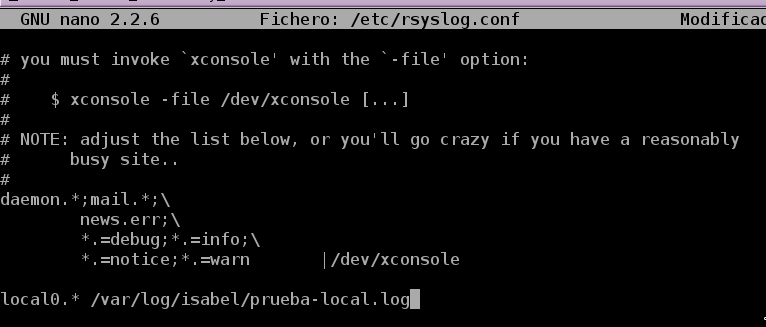 GNU nano 2.2.6 Fichero: /etc/rsyslog.conf Modificad
# you must invoke `xconsole' with the `-file' option:
#
#    $ xconsole -file /dev/xconsole [...]
#
# NOTE: adjust the list below, or you'll go crazy if you have a reasonably
#      busy site..
#
daemon.*;mail.*;\
        news.err;\
        *.=debug;*.=info;\
        *.=notice;*.=warn       |/dev/xconsole
local0.* /var/log/isabel/prueba-local.log